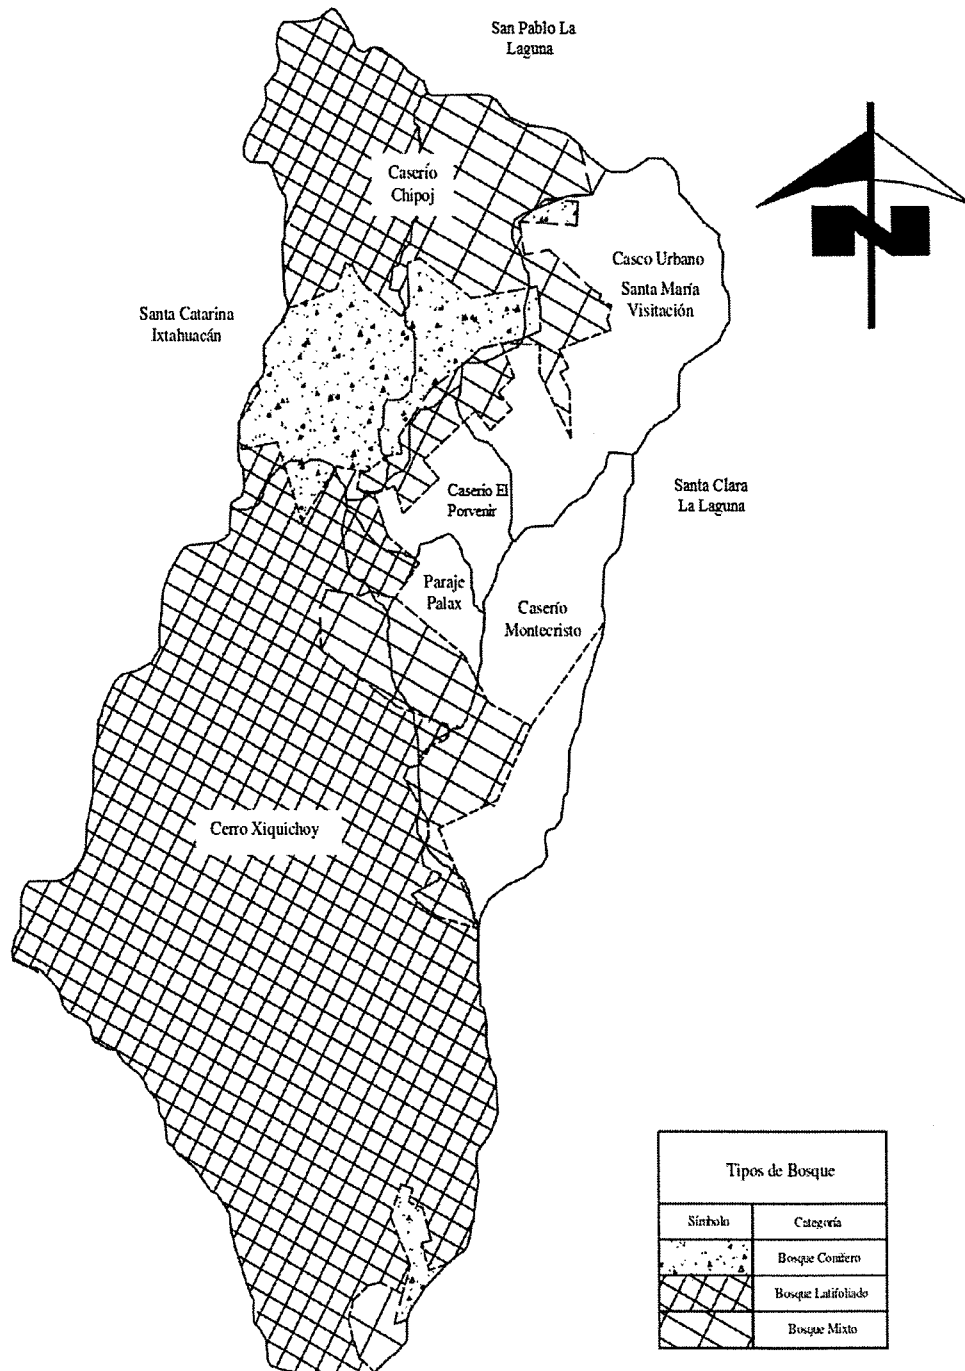 San Pablo La
Laguna
Caserío
Chipoj
N
Casco Urbano
Santa María
Visitación
Santa Catarina
Ixtahuacán
Santa Clara
La Laguna
Caserío El
Porvenir
Paraje
Palax
Caserío
Montecristo
Cerro Xiquichoy
Tipos de Bosque
Símbolo Categoría
Bosque Conífero
Bosque Latifoliado
Bosque Mixto